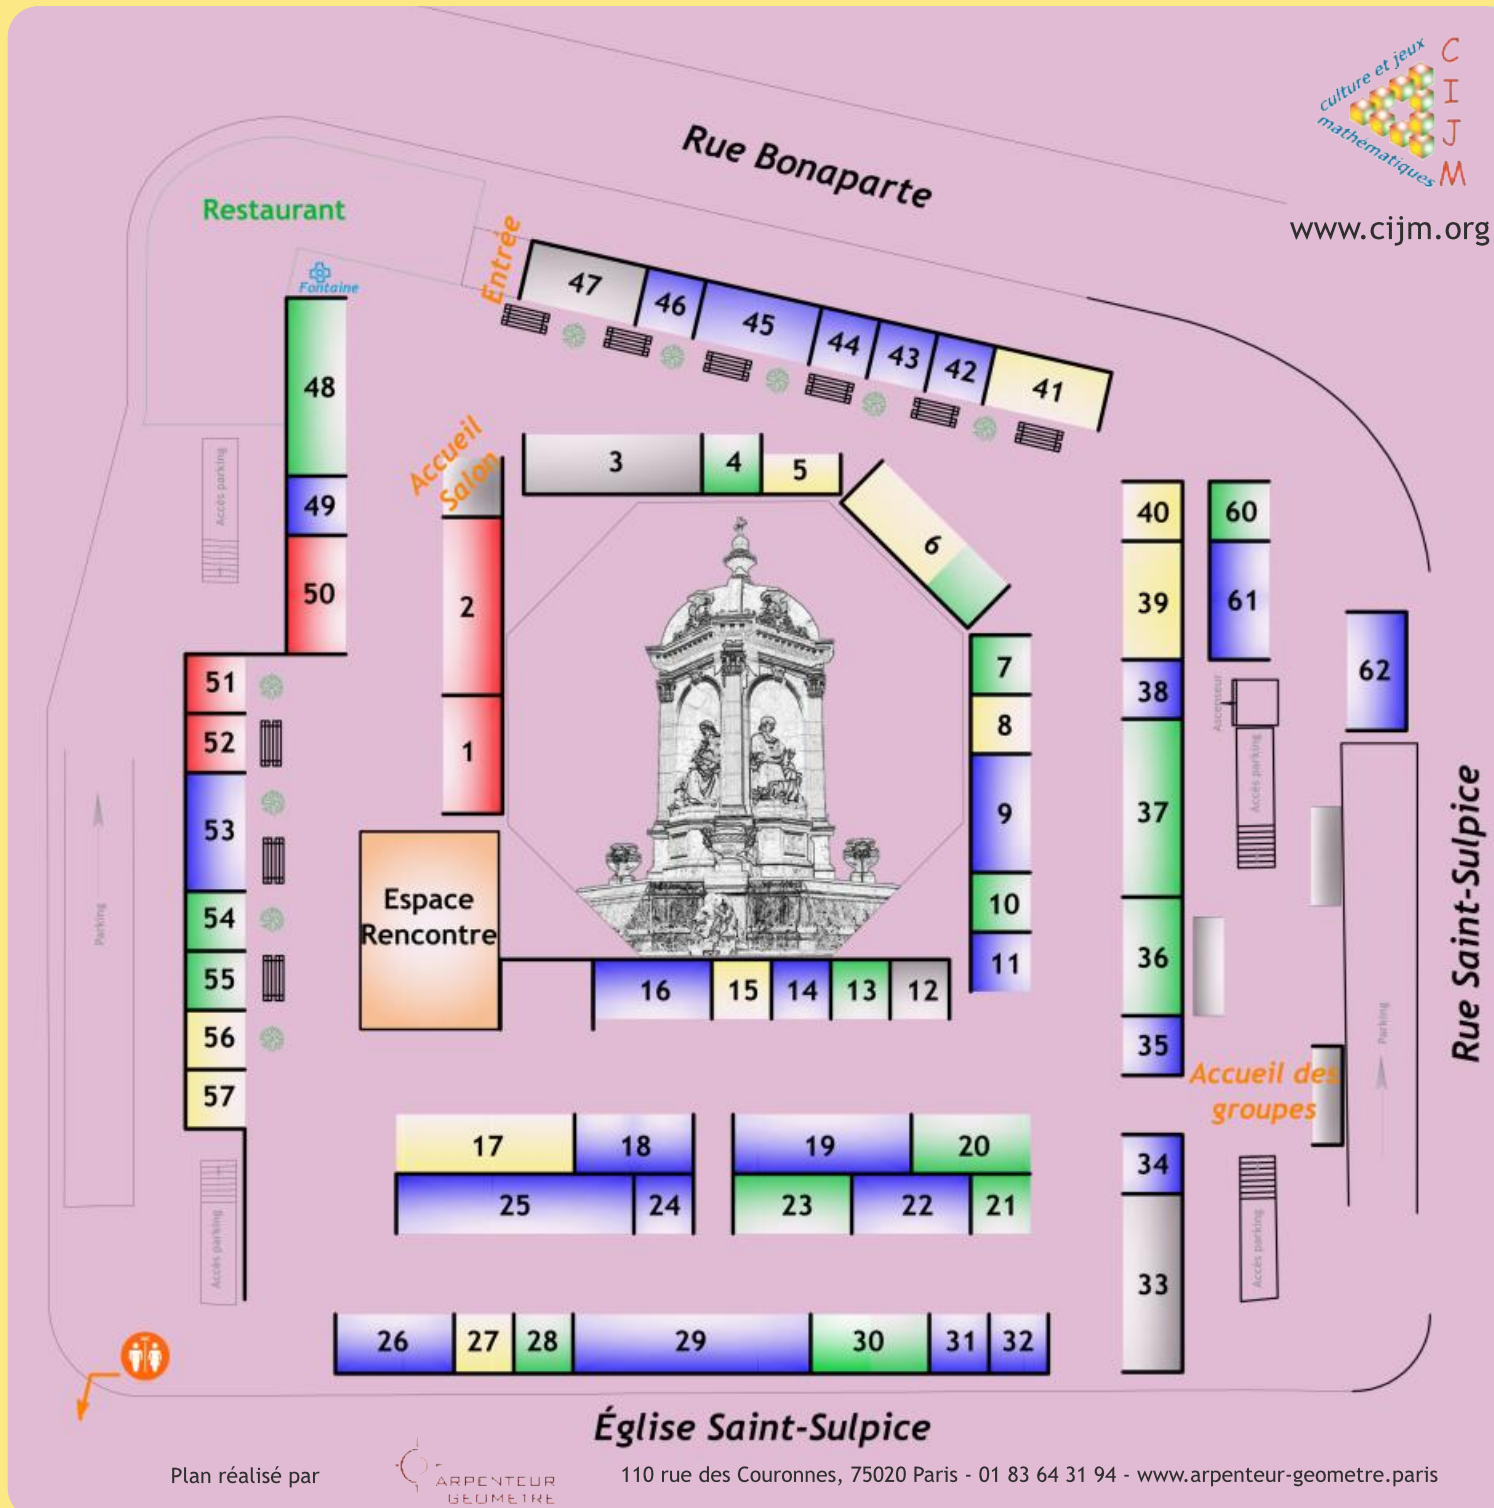 culture et jeux
mathématiques
C
I
J
M
www.cijm.org
Rue Bonaparte
Restaurant
Entrée
Fontaine
47
46
45
44
43
42
41
48
49
50
Accès parking
Accueil
Salon
3
4
5
6
2
1
40
39
38
37
36
35
60
61
62
Ascenseur
Accès parking
7
8
9
10
11
51
52
53
54
55
56
57
Parking
Espace
Rencontre
16
15
14
13
12
Rue Saint-Sulpice
Parking
Accueil des
groupes
17
18
19
20
25
24
23
22
21
34
33
Accès parking
Accès parking
26
27
28
29
30
31
32
Église Saint-Sulpice
Plan réalisé par
ARPENTEUR
GEOMETRE
110 rue des Couronnes, 75020 Paris - 01 83 64 31 94 - www.arpenteur-geometre.paris